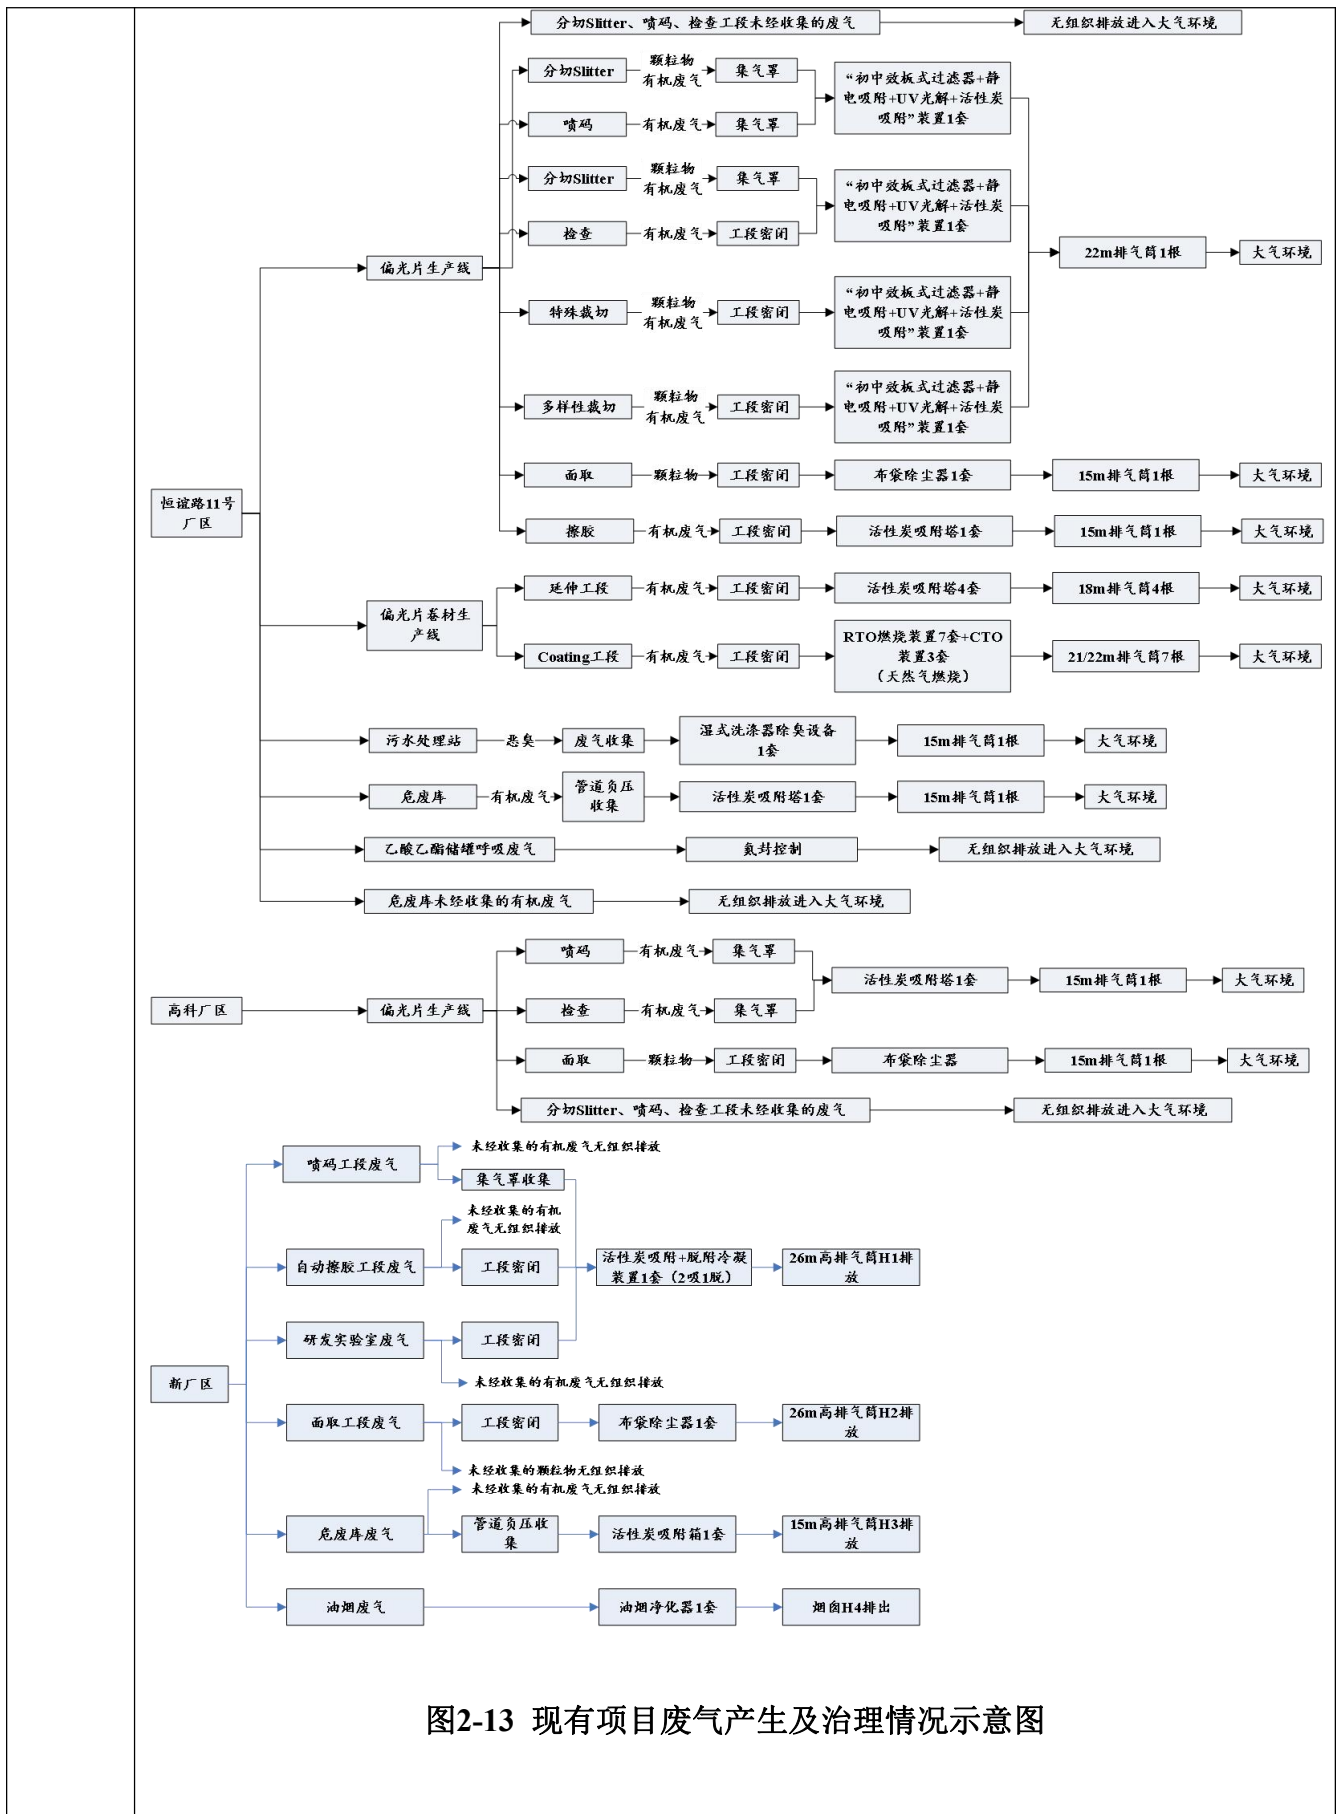 分切Slitter、喷码、检查工段未经收集的废气
无组织排放进入大气环境
分切Slitter
颗粒物
有机废气
集气罩
“初中效板式过滤器+静
电吸附+UV光解+活性炭
吸附”装置1套
喷码
有机废气
集气罩
分切Slitter
颗粒物
有机废气
集气罩
“初中效板式过滤器+静
电吸附+UV光解+活性炭
吸附”装置1套
检查
有机废气
工段密闭
22m排气筒1根
大气环境
偏光片生产线
特殊裁切
颗粒物
有机废气
工段密闭
“初中效板式过滤器+静
电吸附+UV光解+活性炭
吸附”装置1套
多样性裁切
颗粒物
有机废气
工段密闭
“初中效板式过滤器+静
电吸附+UV光解+活性炭
吸附”装置1套
面取
颗粒物
工段密闭
布袋除尘器1套
15m排气筒1根
大气环境
恒谊路11号
厂区
擦胶
有机废气
工段密闭
活性炭吸附塔1套
15m排气筒1根
大气环境
延伸工段
有机废气
工段密闭
活性炭吸附塔4套
18m排气筒4根
大气环境
偏光片卷材生
产线
Coating工段
有机废气
工段密闭
RTO燃烧装置7套+CTO
装置3套
（天然气燃烧）
21/22m排气筒7根
大气环境
污水处理站
恶臭
废气收集
湿式洗涤器除臭设备
1套
15m排气筒1根
大气环境
危废库
有机废气
管道负压
收集
活性炭吸附塔1套
15m排气筒1根
大气环境
乙酸乙酯储罐呼吸废气
氮封控制
无组织排放进入大气环境
危废库未经收集的有机废气
无组织排放进入大气环境
喷码
有机废气
集气罩
活性炭吸附塔1套
15m排气筒1根
大气环境
高科厂区
偏光片生产线
检查
有机废气
集气罩
面取
颗粒物
工段密闭
布袋除尘器
15m排气筒1根
大气环境
分切Slitter、喷码、检查工段未经收集的废气
无组织排放进入大气环境
喷码工段废气
未经收集的有机废气无组织排放
集气罩收集
未经收集的有机
废气无组织排放
自动擦胶工段废气
工段密闭
活性炭吸附+脱附冷凝
装置1套（2吸1脱）
26m高排气筒H1排
放
研发实验室废气
工段密闭
未经收集的有机废气无组织排放
新厂区
面取工段废气
工段密闭
布袋除尘器1套
26m高排气筒H2排
放
未经收集的颗粒物无组织排放
未经收集的有机废气无组织排放
危废库废气
管道负压收
集
活性炭吸附箱1套
15m高排气筒H3排
放
油烟废气
油烟净化器1套
烟囱H4排出
图2-13 现有项目废气产生及治理情况示意图